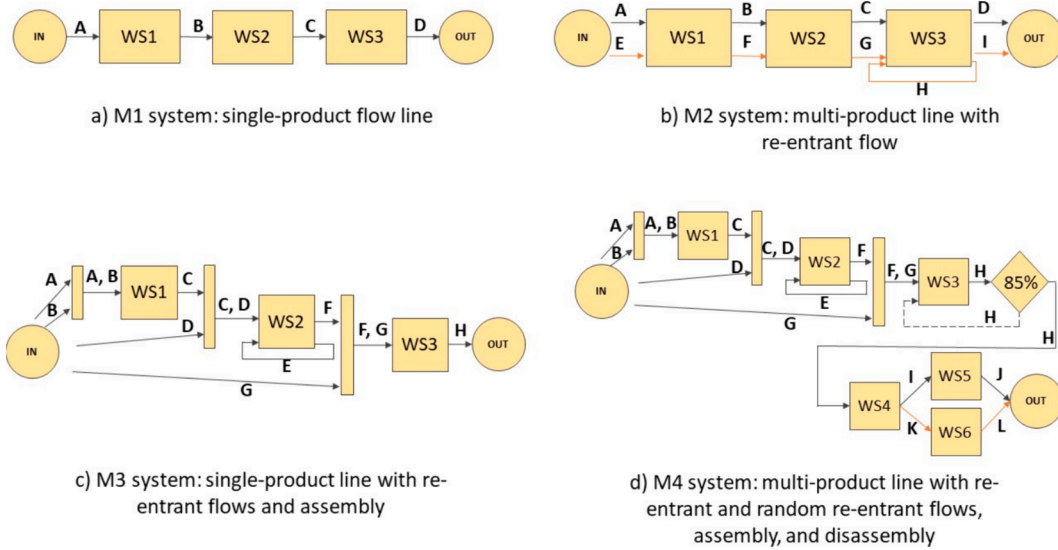 A B C D
IN WS1 WS2 WS3 OUT
a) M1 system: single-product flow line
A B C D
IN WS1 WS2 WS3 OUT
E F G I
H
b) M2 system: multi-product line with
re-entrant flow
A A, B C
WS1
B
D C, D F
IN WS2 F, G WS3 H OUT
E
G
c) M3 system: single-product line with re-
entrant flows and assembly
A A, B C
WS1
B
D C, D F
WS2 F, G WS3 H 85%
IN E
G H
H
I WS5 J
WS4 OUT
K WS6 L
d) M4 system: multi-product line with re-
entrant and random re-entrant flows,
assembly, and disassembly